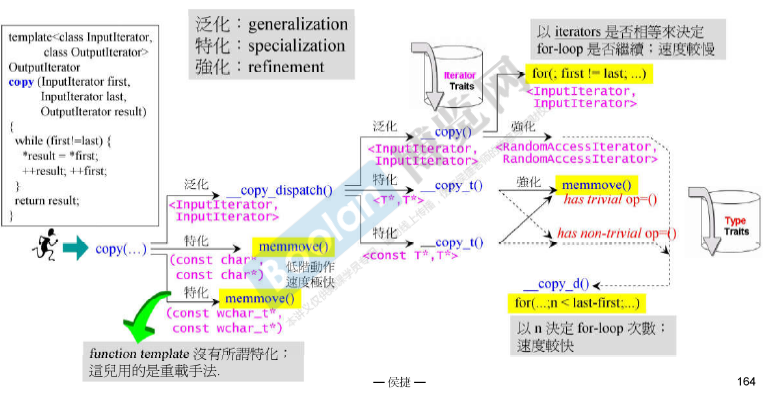 template<class InputIterator,
class OutputIterator>
OutputIterator
copy (InputIterator first,
InputIterator last,
OutputIterator result)
{
while (first!=last) {
*result = *first;
++result; ++first;
}
return result;
}
泛化：generalization
特化：specialization
強化：refinement
以 iterators 是否相等來決定
for-loop 是否繼續；速度較慢
Iterator
Traits
for(; first != last; ...)
<InputIterator,
InputIterator>
泛化
__copy()
強化
<InputIterator,
InputIterator>
<RandomAccessIterator,
RandomAccessIterator>
泛化
__copy_dispatch()
<InputIterator,
InputIterator>
特化
__copy_t()
<T*,T*>
強化
memmove()
has trivial op=()
Type
Traits
copy(…)
特化
memmove()
(const char*,
const char*)
低階動作
速度極快
特化
__copy_t()
<const T*,T*>
has non-trivial op=()
特化
memmove()
(const wchar_t*,
const wchar_t*)
__copy_d()
for(...;n < last-first;...)
以 n 決定 for-loop 次數；
速度較快
function template 沒有所謂特化；
這兒用的是重載手法.
Boolan
博览网
— 侯捷 —
164